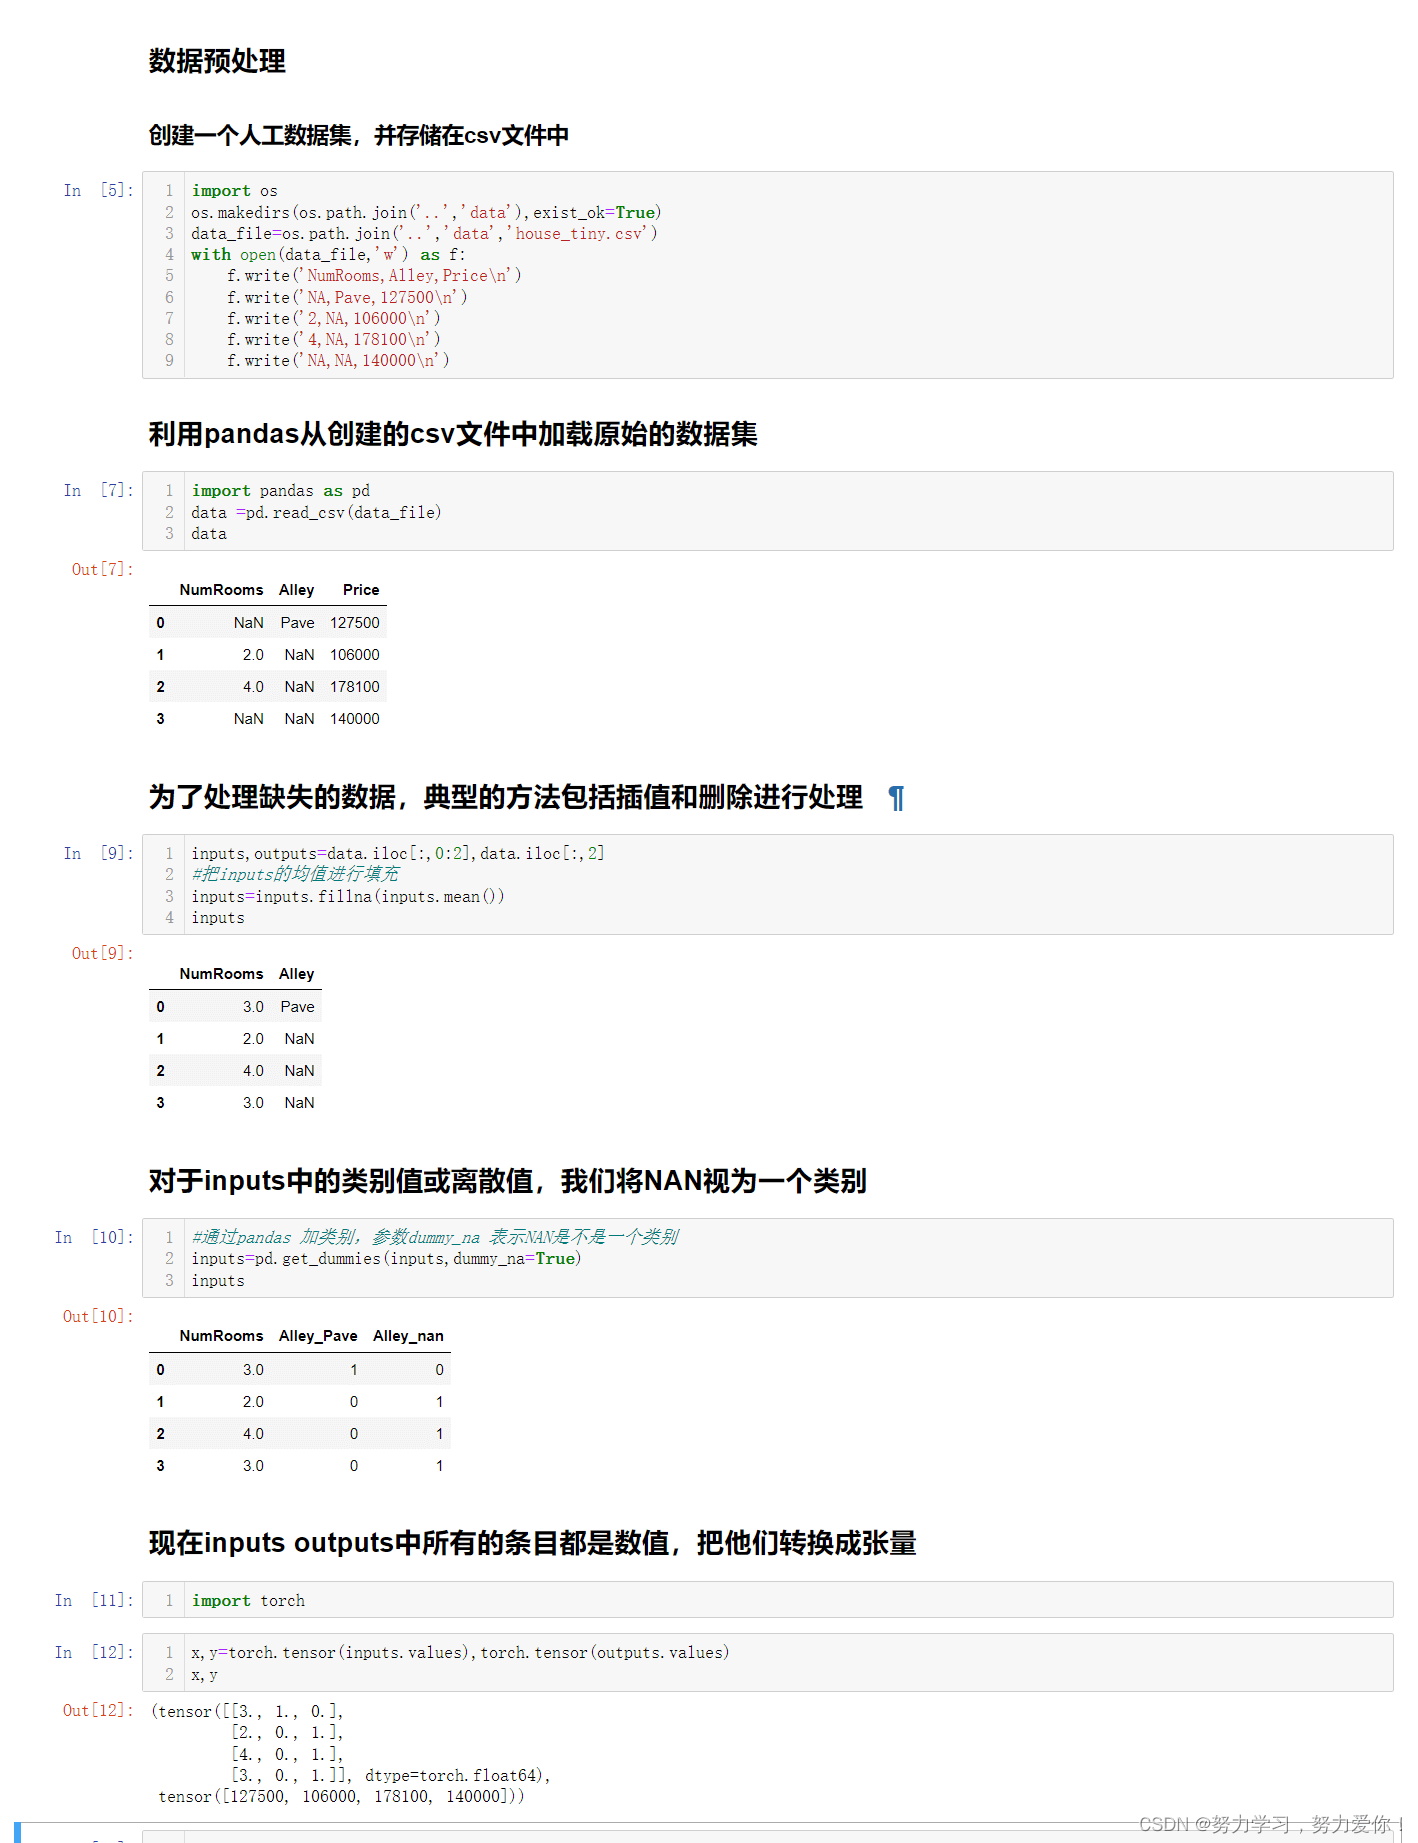 数据预处理
创建一个人工数据集，并存储在csv文件中
In [5]:
1 import os
2 os.makedirs(os.path.join('..','data'),exist_ok=True)
3 data_file=os.path.join('..','data','house_tiny.csv')
4 with open(data_file,'w') as f:
5     f.write('NumRooms,Alley,Price\n')
6     f.write('NA,Pave,127500\n')
7     f.write('2,NA,106000\n')
8     f.write('4,NA,178100\n')
9     f.write('NA,NA,140000\n')
利用pandas从创建的csv文件中加载原始的数据集
In [7]:
1 import pandas as pd
2 data =pd.read_csv(data_file)
3 data
Out[7]:
NumRooms Alley Price
0 NaN Pave 127500
1 2.0 NaN 106000
2 4.0 NaN 178100
3 NaN NaN 140000
为了处理缺失的数据，典型的方法包括插值和删除进行处理 ¶
In [9]:
1 inputs,outputs=data.iloc[:,0:2],data.iloc[:,2]
2 #把inputs的均值进行填充
3 inputs=inputs.fillna(inputs.mean())
4 inputs
Out[9]:
NumRooms Alley
0 3.0 Pave
1 2.0 NaN
2 4.0 NaN
3 3.0 NaN
对于inputs中的类别值或离散值，我们将NAN视为一个类别
In [10]:
1 #通过pandas 加类别，参数dummy_na 表示NAN是不是一个类别
2 inputs=pd.get_dummies(inputs,dummy_na=True)
3 inputs
Out[10]:
NumRooms Alley_Pave Alley_nan
0 3.0 1 0
1 2.0 0 1
2 4.0 0 1
3 3.0 0 1
现在inputs outputs中所有的条目都是数值，把他们转换成张量
In [11]:
1 import torch
In [12]:
1 x,y=torch.tensor(inputs.values),torch.tensor(outputs.values)
2 x,y
Out[12]:
(tensor([[3., 1., 0.],
[2., 0., 1.],
[4., 0., 1.],
[3., 0., 1.]], dtype=torch.float64),
tensor([127500, 106000, 178100, 140000]))
CSDN @努力学习，努力爱你！